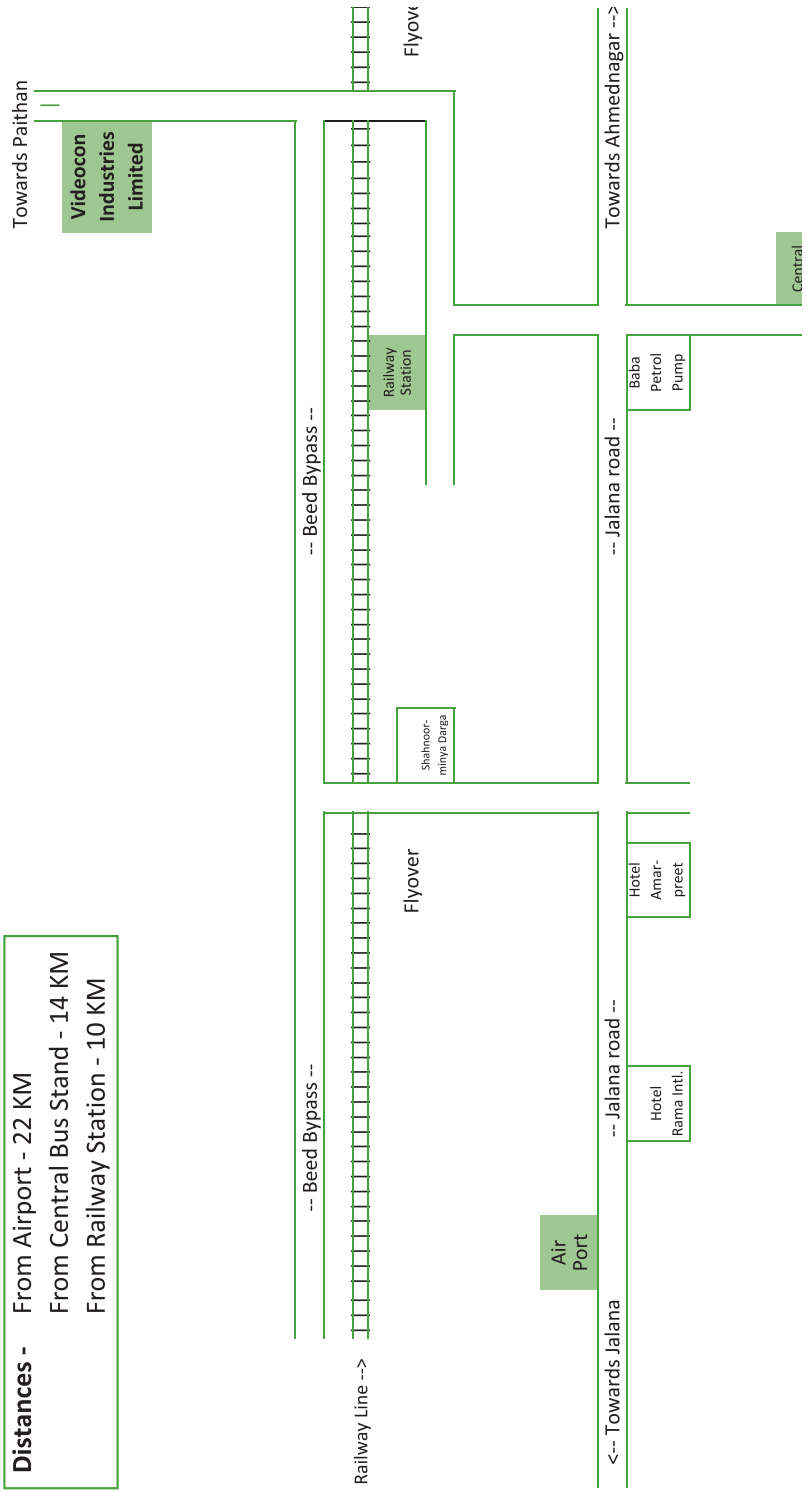 Distances - From Airport - 22 KM
From Central Bus Stand - 14 KM
From Railway Station - 10 KM
Towards Paithan
Videocon
Industries
Limited
-- Beed Bypass --
-- Beed Bypass --
Railway Line -->
Flyover
Flyove
Railway
Station
Shahnoor-
minya Darga
Air
Port
<-- Towards Jalana
-- Jalana road --
-- Jalana road --
Towards Ahmednagar -->
Hotel
Rama Intl.
Hotel
Amar-
preet
Baba
Petrol
Pump
Central